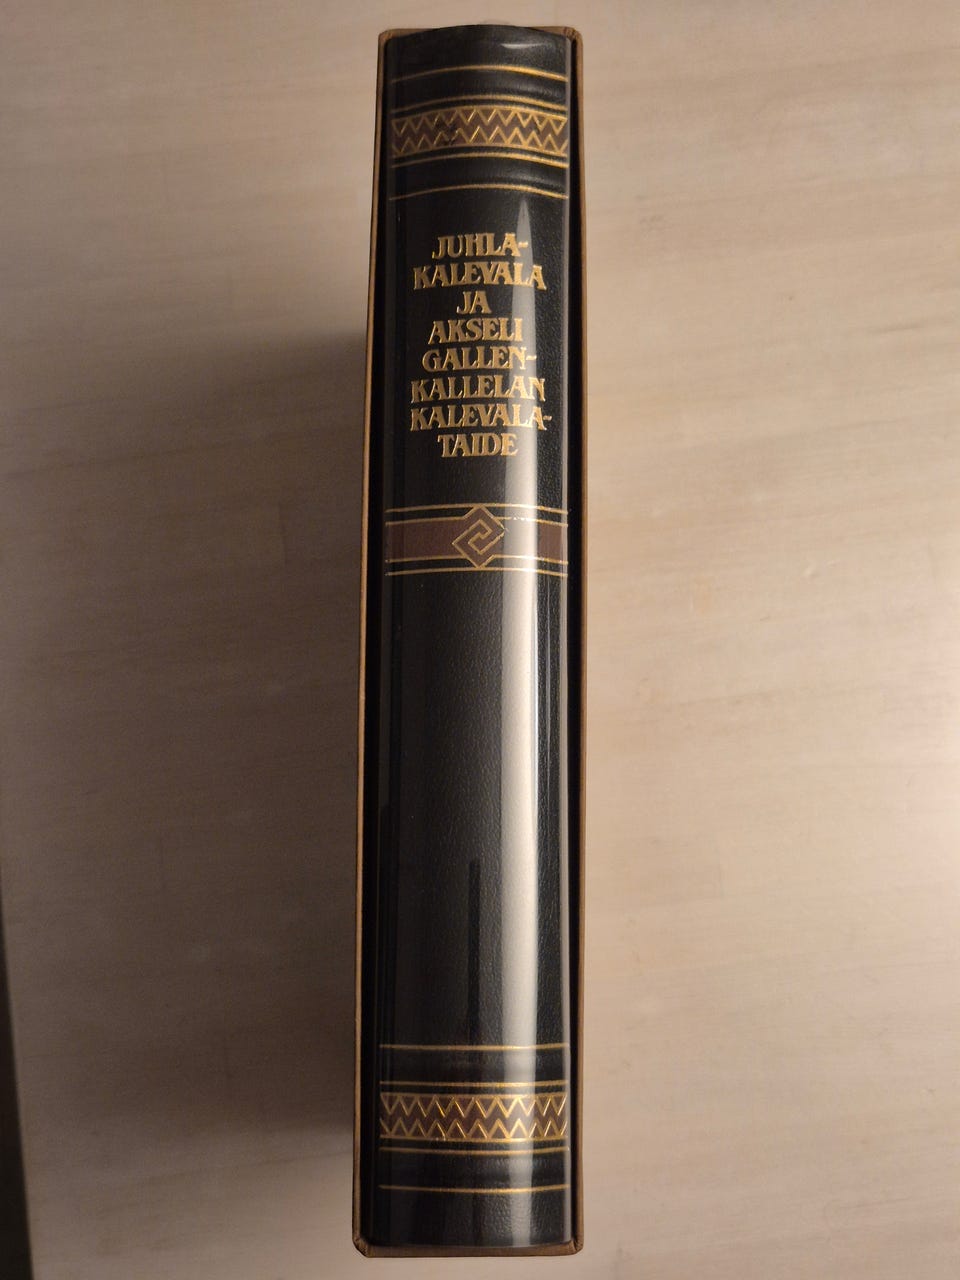 JUHLA-
KALEVALA
JA
AKSELI
GALLEN-
KALLELAN
KALEVALA-
TAIDE